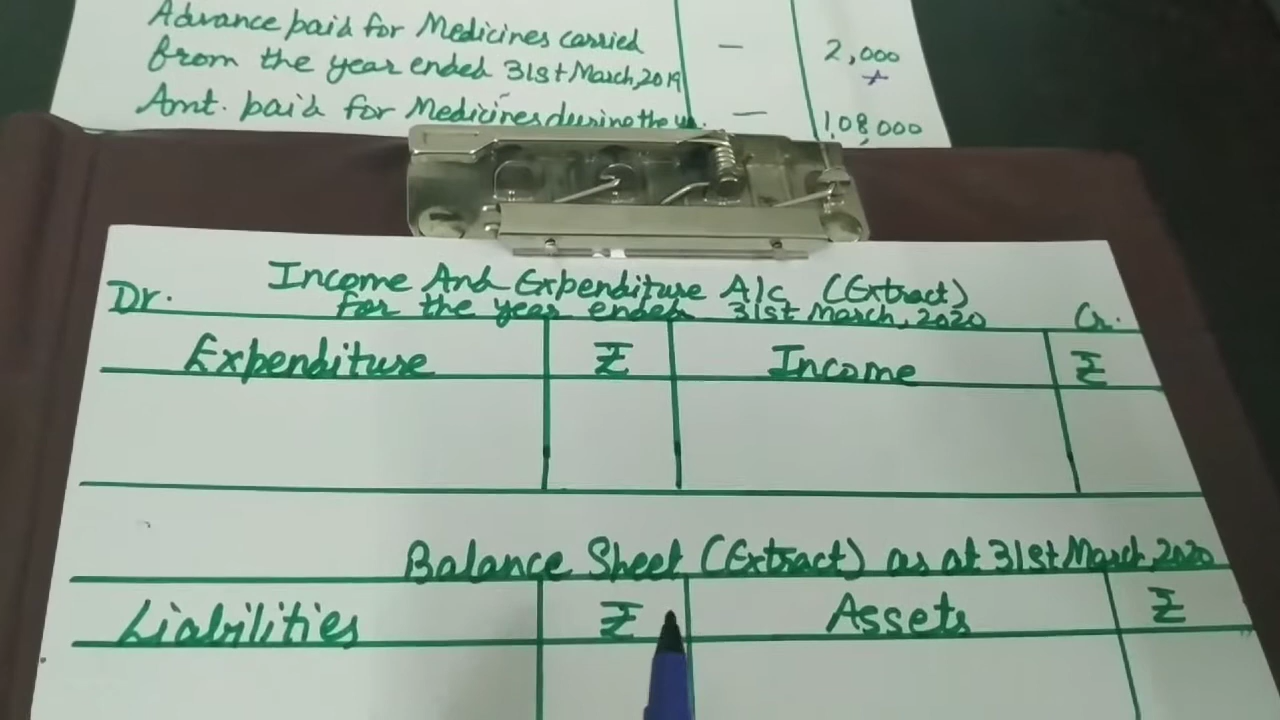 Advance paid for Medicines carried — 2,000
from the year ended 31st March, 2019 +
Amt. paid for Medicines during the — 1,08,000
Income And Expenditure A/c (Extract)
Dr. for the year ended 31st March, 2020 Cr.
Expenditure ₹ Income ₹
Balance Sheet (Extract) as at 31st March, 2020
Liabilities ₹ Assets ₹